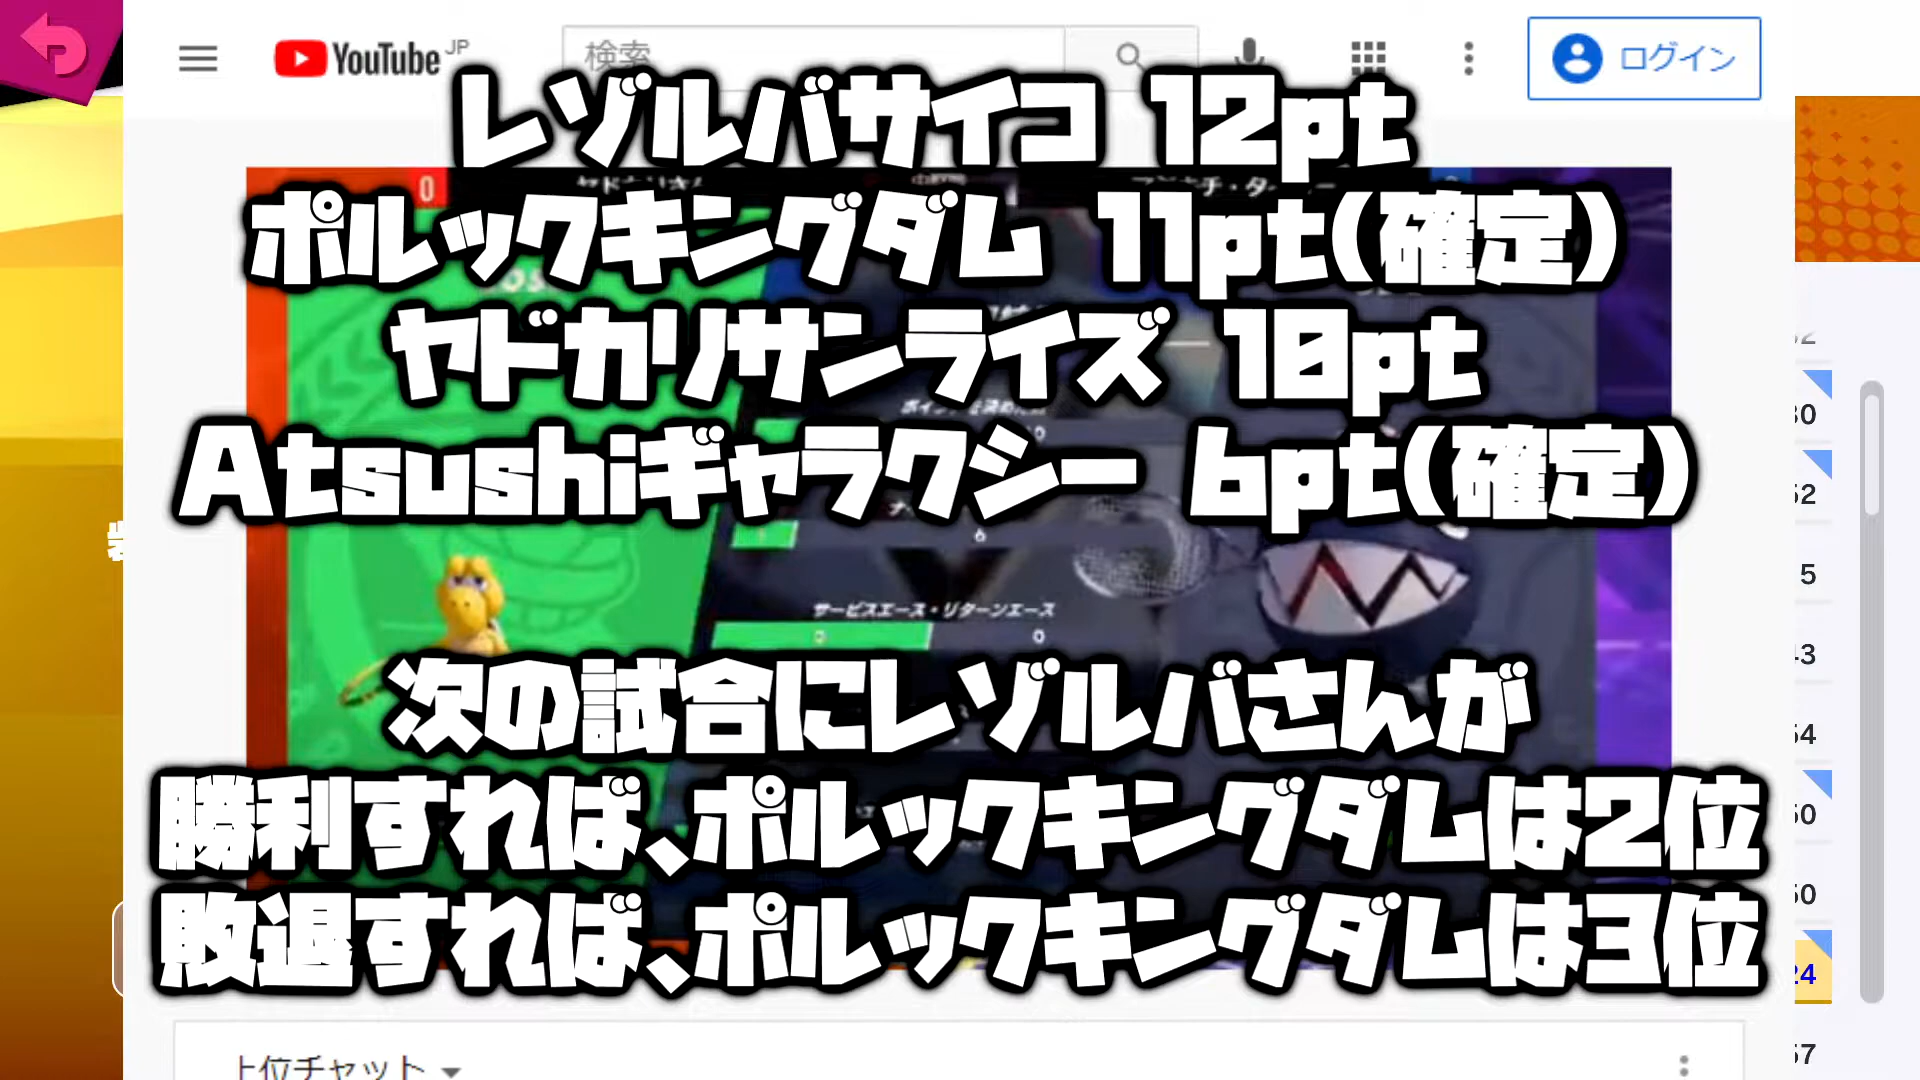 YouTube JP
検索
ログイン
レゾルバサイコ 12pt
ポルックキングダム 11pt(確定)
ヤドカリサンライズ 10pt
Atsushiギャラクシー 6pt(確定)
サービスエース・リターンエース
0 0
次の試合にレゾルバさんが
勝利すれば、ポルックキングダムは2位
敗退すれば、ポルックキングダムは3位
上位チャット